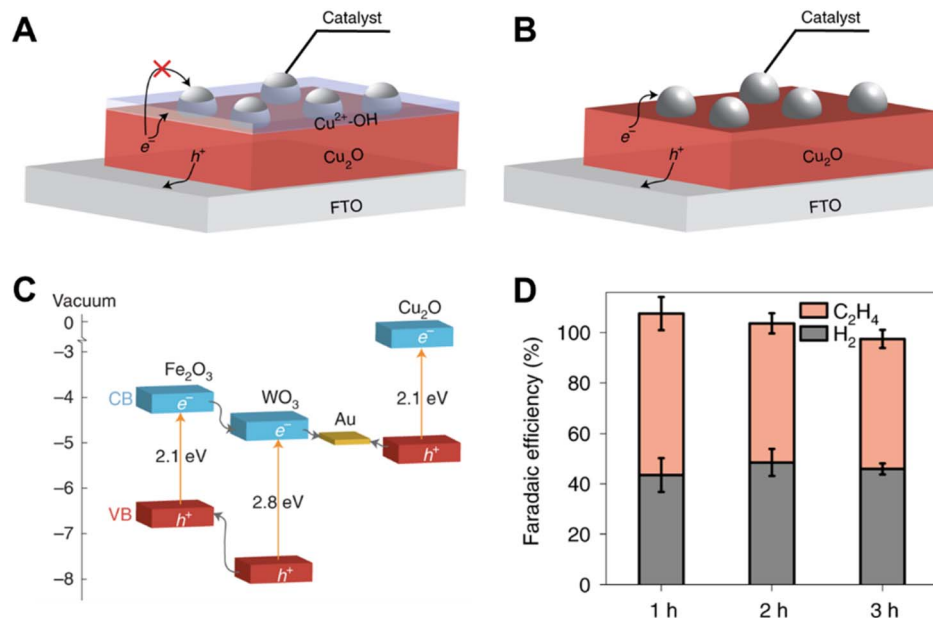 A
Catalyst
e⁻
Cu²⁺-OH
h⁺
Cu₂O
FTO
B
Catalyst
e⁻
h⁺
Cu₂O
FTO
C
Vacuum
0
−3
−4
−5
−6
−7
−8
CB
VB
Fe₂O₃
e⁻
2.1 eV
h⁺
WO₃
e⁻
2.8 eV
h⁺
Au
Cu₂O
e⁻
2.1 eV
h⁺
D
Faradaic efficiency (%)
100
80
60
40
20
0
C₂H₄
H₂
1 h
2 h
3 h